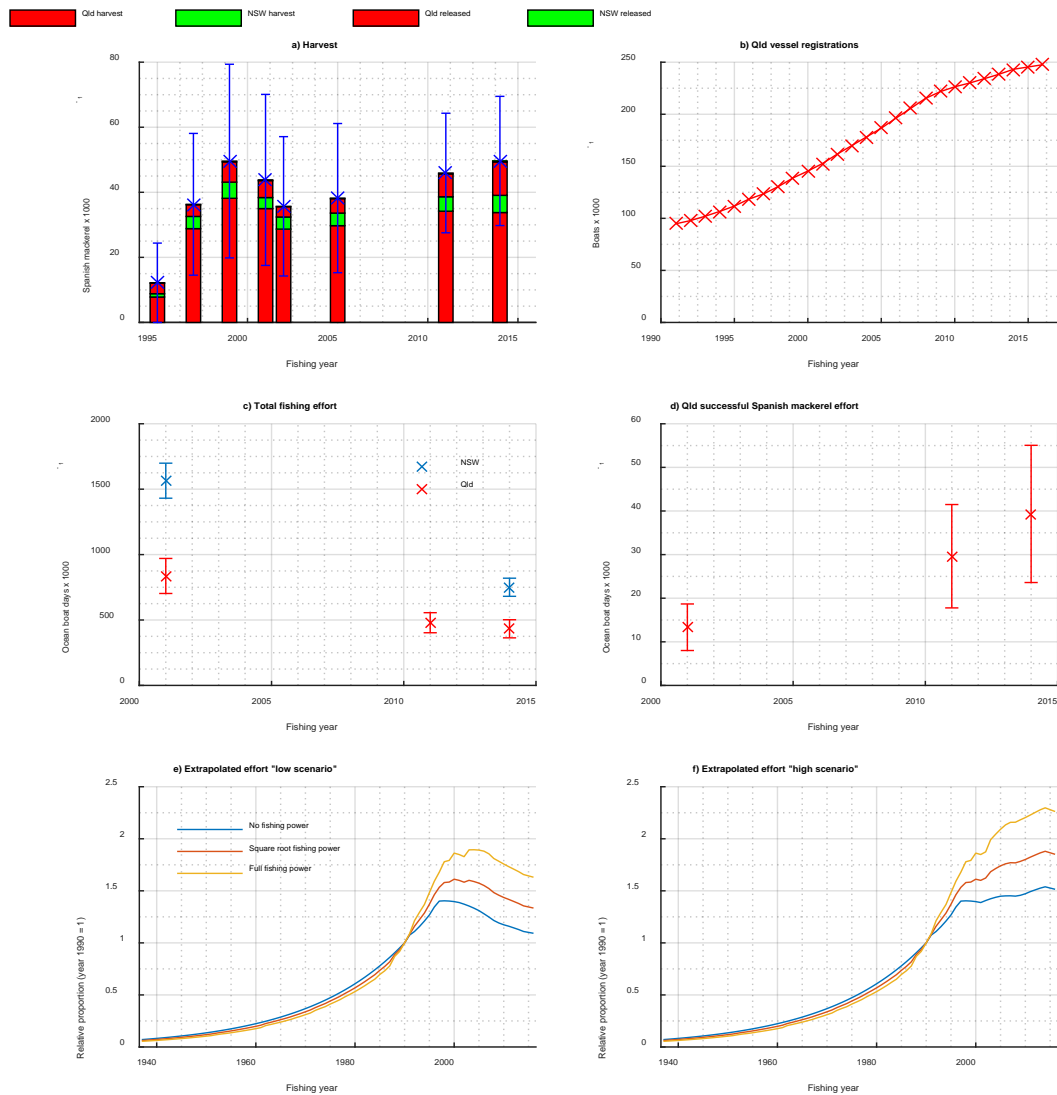 Qld harvest NSW harvest Qld released NSW released
a) Harvest
80
60
40
20
0
Spanish mackerel x 1000
1995 2000 2005 2010 2015
Fishing year
b) Qld vessel registrations
250
200
150
100
50
0
Boats x 1000
1990 1995 2000 2005 2010 2015
Fishing year
c) Total fishing effort
2000
1500
1000
500
0
Ocean boat days x 1000
NSW
Qld
2000 2005 2010 2015
Fishing year
d) Qld successful Spanish mackerel effort
60
50
40
30
20
10
0
Ocean boat days x 1000
2000 2005 2010 2015
Fishing year
e) Extrapolated effort "low scenario"
2.5
2
1.5
1
0.5
0
Relative proportion (year 1990 = 1)
No fishing power
Square root fishing power
Full fishing power
1940 1960 1980 2000
Fishing year
f) Extrapolated effort "high scenario"
2.5
2
1.5
1
0.5
0
Relative proportion (year 1990 = 1)
1940 1960 1980 2000
Fishing year